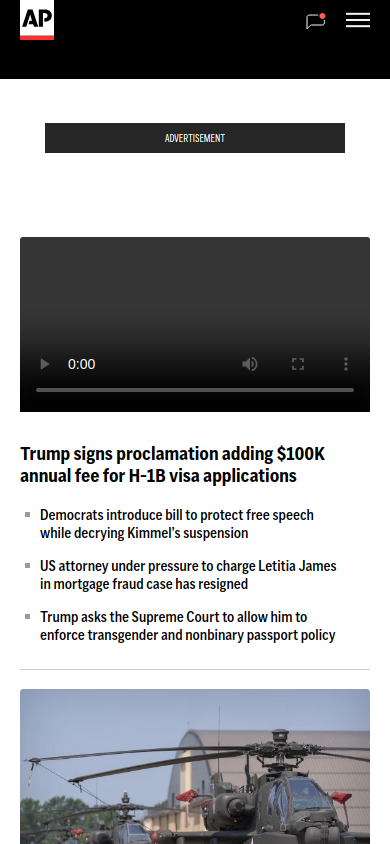 AP
ADVERTISEMENT
0:00
Trump signs proclamation adding $100K
annual fee for H-1B visa applications
Democrats introduce bill to protect free speech
while decrying Kimmel's suspension
US attorney under pressure to charge Letitia James
in mortgage fraud case has resigned
Trump asks the Supreme Court to allow him to
enforce transgender and nonbinary passport policy